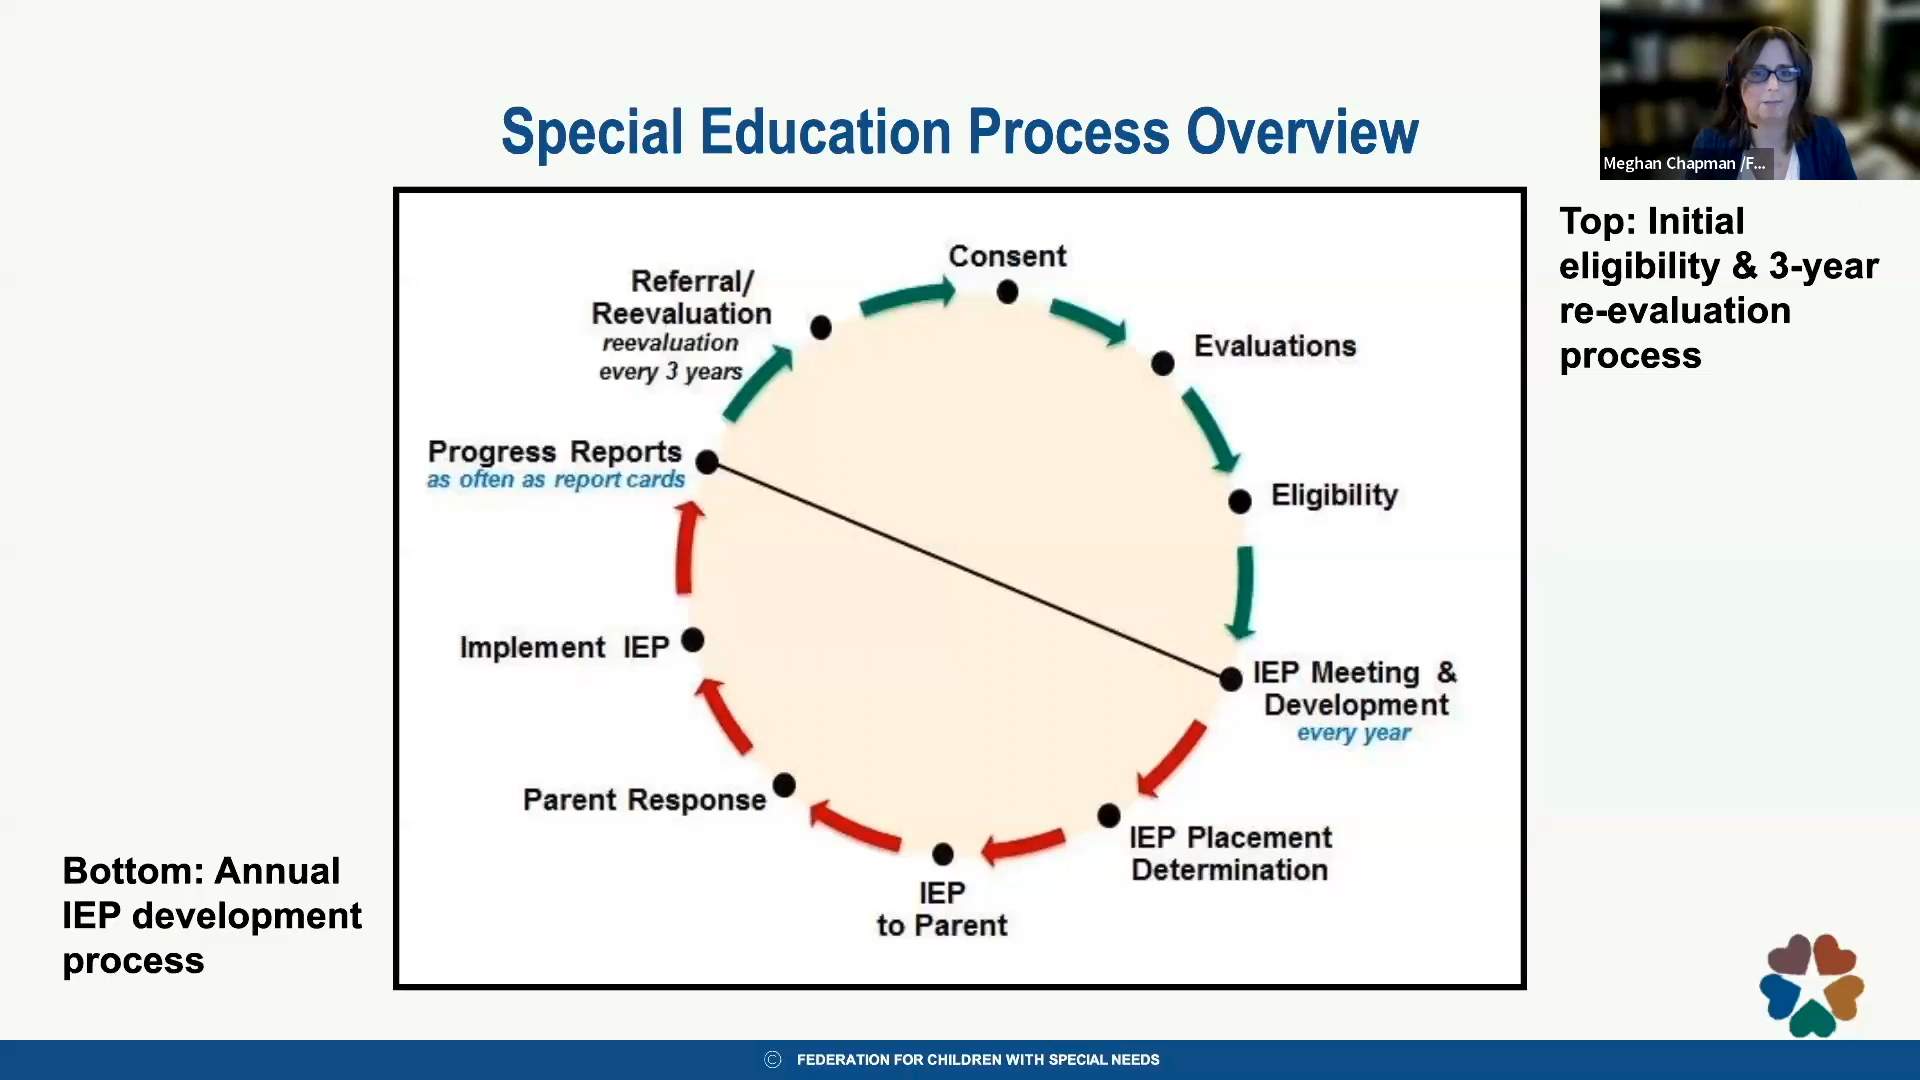 Special Education Process Overview
Meghan Chapman /F...
Top: Initial
eligibility & 3-year
re-evaluation
process
Consent
Referral/
Reevaluation
reevaluation
every 3 years
Evaluations
Progress Reports
as often as report cards
Eligibility
Implement IEP
IEP Meeting &
Development
every year
Parent Response
IEP Placement
Determination
IEP
to Parent
Bottom: Annual
IEP development
process
© FEDERATION FOR CHILDREN WITH SPECIAL NEEDS